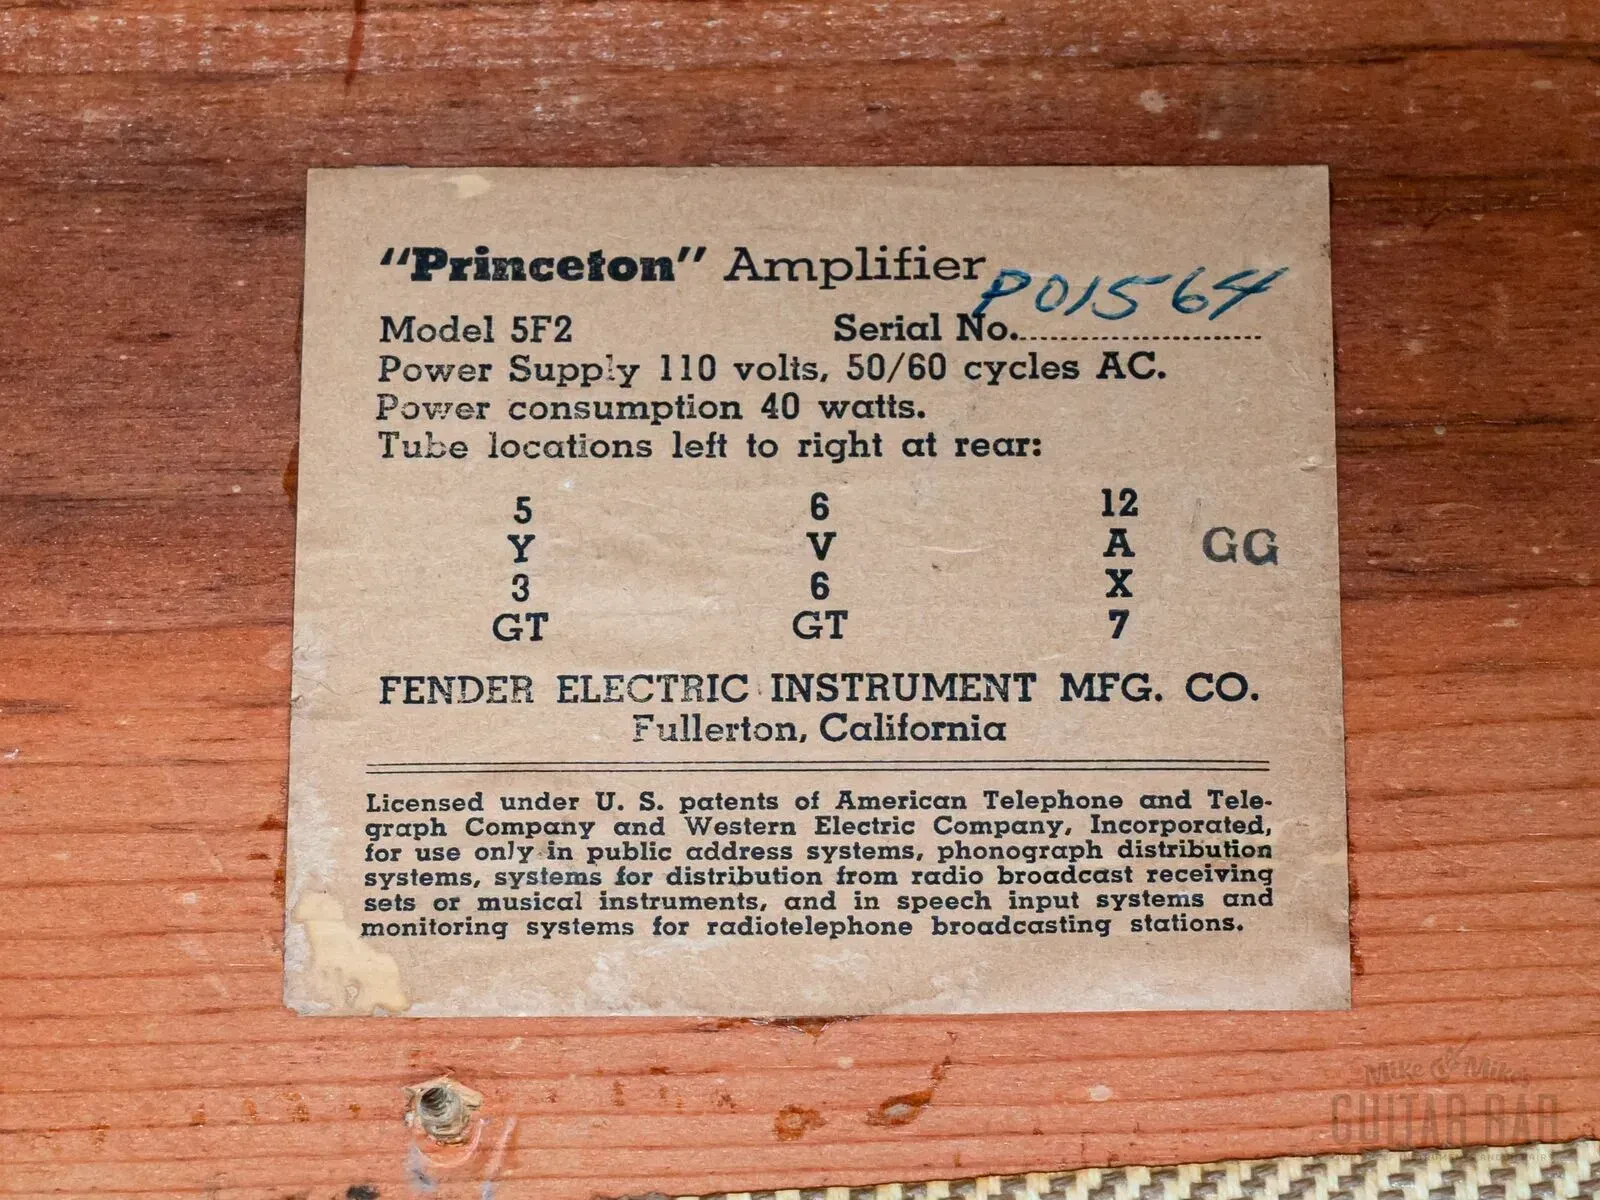 "Princeton" Amplifier
P01564
Model 5F2 Serial No...........................
Power Supply 110 volts, 50/60 cycles AC.
Power consumption 40 watts.
Tube locations left to right at rear:
5 6 12
Y V A GG
3 6 X
GT GT 7
FENDER ELECTRIC INSTRUMENT MFG. CO.
Fullerton, California
Licensed under U. S. patents of American Telephone and Tele-
graph Company and Western Electric Company, Incorporated,
for use only in public address systems, phonograph distribution
systems, systems for distribution from radio broadcast receiving
sets or musical instruments, and in speech input systems and
monitoring systems for radiotelephone broadcasting stations.
Mike & Mike's
GUITAR BAR